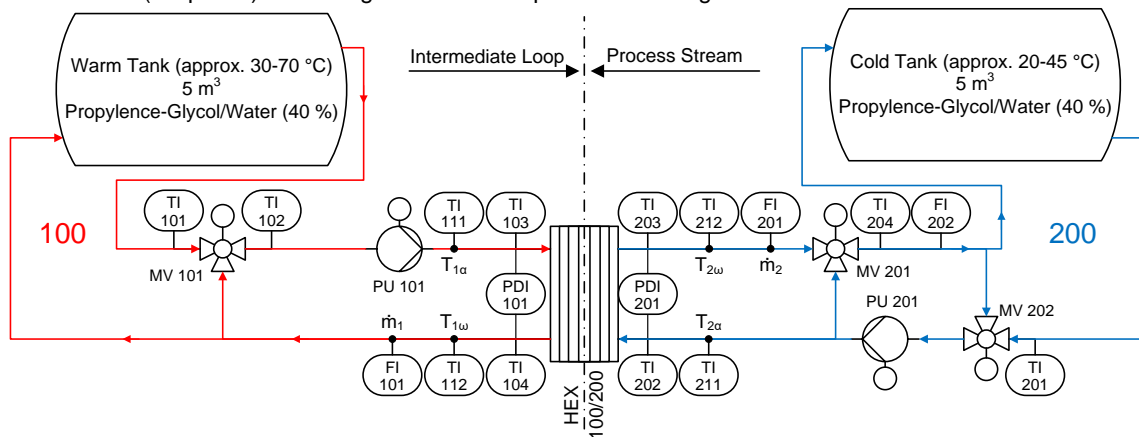 Warm Tank (approx. 30-70 °C)
5 m³
Propylence-Glycol/Water (40 %)
Intermediate Loop
Process Stream
Cold Tank (approx. 20-45 °C)
5 m³
Propylence-Glycol/Water (40 %)
100
200
TI 101
TI 102
MV 101
PU 101
TI 111
T1α
TI 103
PDI 101
TI 104
ṁ1
FI 101
T1ω
TI 112
HEX 100/200
TI 203
PDI 201
TI 202
TI 212
T2ω
FI 201
ṁ2
T2α
TI 211
MV 201
TI 204
FI 202
PU 201
MV 202
TI 201